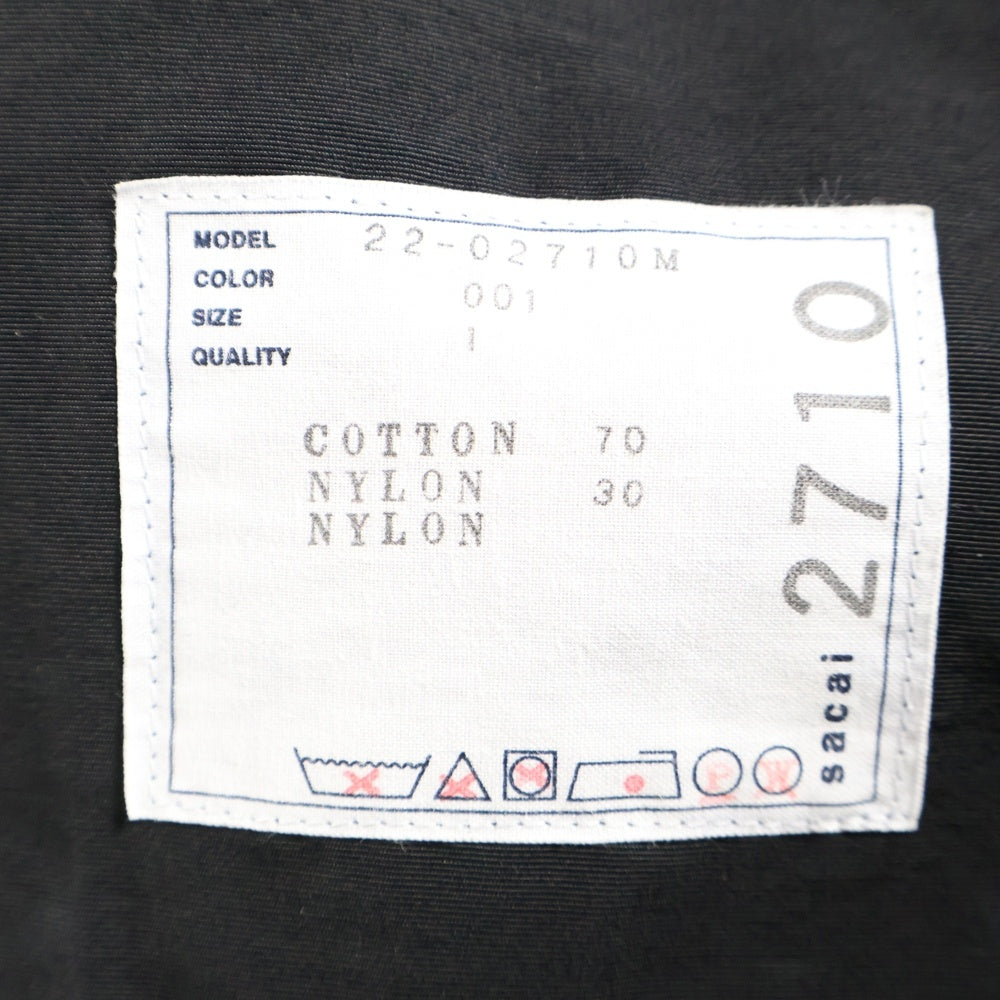 MODEL 22-02710M
COLOR 001
SIZE 1
QUALITY
COTTON 70
NYLON 30
NYLON
P W
sacai 2710